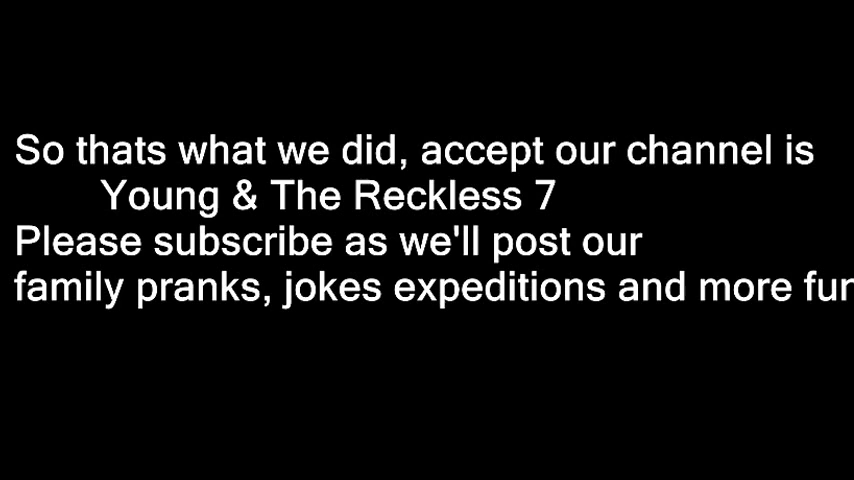 So thats what we did, accept our channel is
Young & The Reckless 7
Please subscribe as we'll post our
family pranks, jokes expeditions and more fun